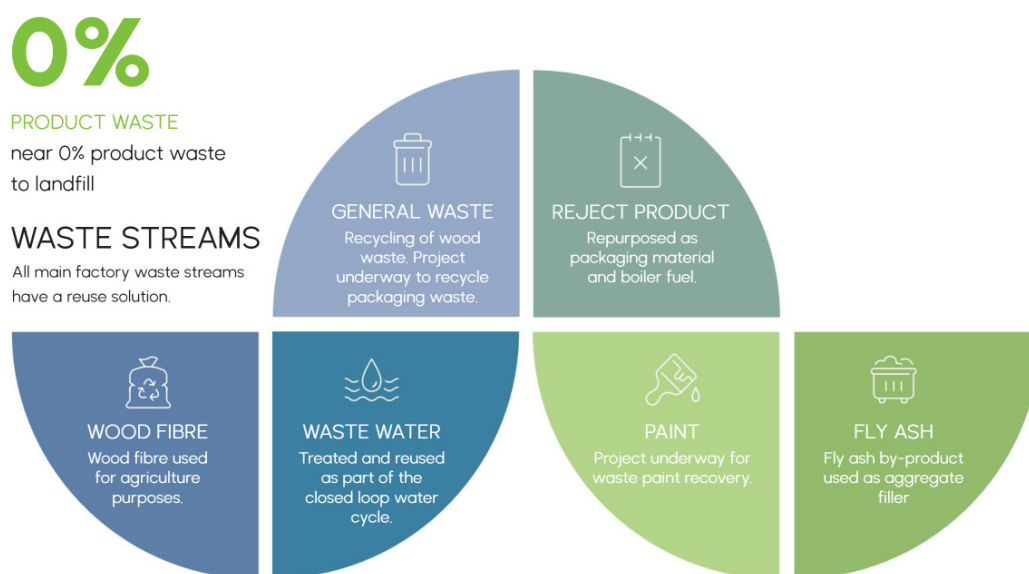 0%
PRODUCT WASTE
near 0% product waste
to landfill
WASTE STREAMS
All main factory waste streams
have a reuse solution.
GENERAL WASTE
Recycling of wood
waste. Project
underway to recycle
packaging waste.
REJECT PRODUCT
Repurposed as
packaging material
and boiler fuel.
WOOD FIBRE
Wood fibre used
for agriculture
purposes.
WASTE WATER
Treated and reused
as part of the
closed loop water
cycle.
PAINT
Project underway for
waste paint recovery.
FLY ASH
Fly ash by-product
used as aggregate
filler